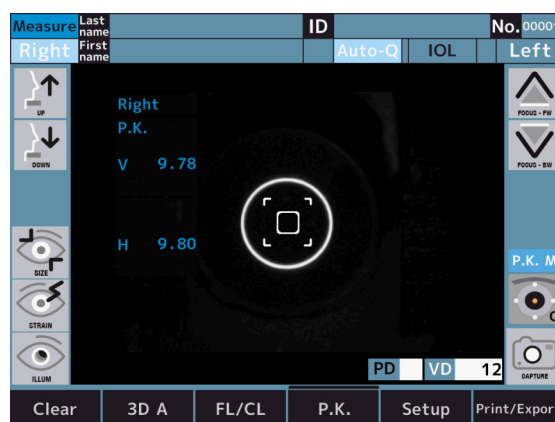 Measure Last name ID No. 0000
Right First name Auto-Q IOL Left
UP
FOCUS - FW
DOWN
FOCUS - BW
Right
P.K.
V 9.78
H 9.80
SIZE
P.K. M
STRAIN
ILLUM
CAPTURE
PD VD 12
Clear 3D A FL/CL P.K. Setup Print/Expor